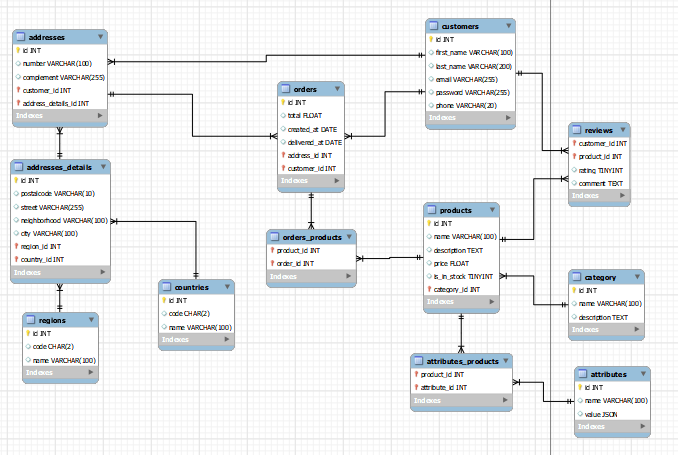 addresses
id INT
number VARCHAR(100)
complement VARCHAR(255)
customer_id INT
address_details_id INT
Indexes
customers
id INT
first_name VARCHAR(100)
last_name VARCHAR(200)
email VARCHAR(255)
password VARCHAR(255)
phone VARCHAR(20)
Indexes
orders
id INT
total FLOAT
created_at DATE
delivered_at DATE
address_id INT
customer_id INT
Indexes
reviews
customer_id INT
product_id INT
rating TINYINT
comment TEXT
Indexes
addresses_details
id INT
postalcode VARCHAR(10)
street VARCHAR(255)
neighborhood VARCHAR(100)
city VARCHAR(100)
region_id INT
country_id INT
Indexes
orders_products
product_id INT
order_id INT
Indexes
products
id INT
name VARCHAR(100)
description TEXT
price FLOAT
is_in_stock TINYINT
category_id INT
Indexes
countries
id INT
code CHAR(2)
name VARCHAR(100)
Indexes
category
id INT
name VARCHAR(100)
description TEXT
Indexes
regions
id INT
code CHAR(2)
name VARCHAR(100)
Indexes
attributes_products
product_id INT
attribute_id INT
Indexes
attributes
id INT
name VARCHAR(100)
value JSON
Indexes